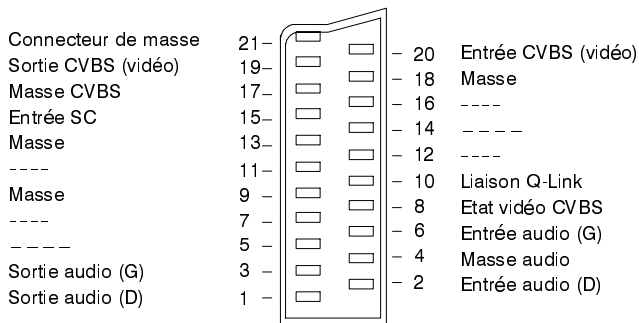 Connecteur de masse 21
Sortie CVBS (vidéo) 19
Masse CVBS 17
Entrée SC 15
Masse 13
---- 11
Masse 9
---- 7
---- 5
Sortie audio (G) 3
Sortie audio (D) 1
20 Entrée CVBS (vidéo)
18 Masse
16 ----
14 ----
12 ----
10 Liaison Q-Link
8 Etat vidéo CVBS
6 Entrée audio (G)
4 Masse audio
2 Entrée audio (D)